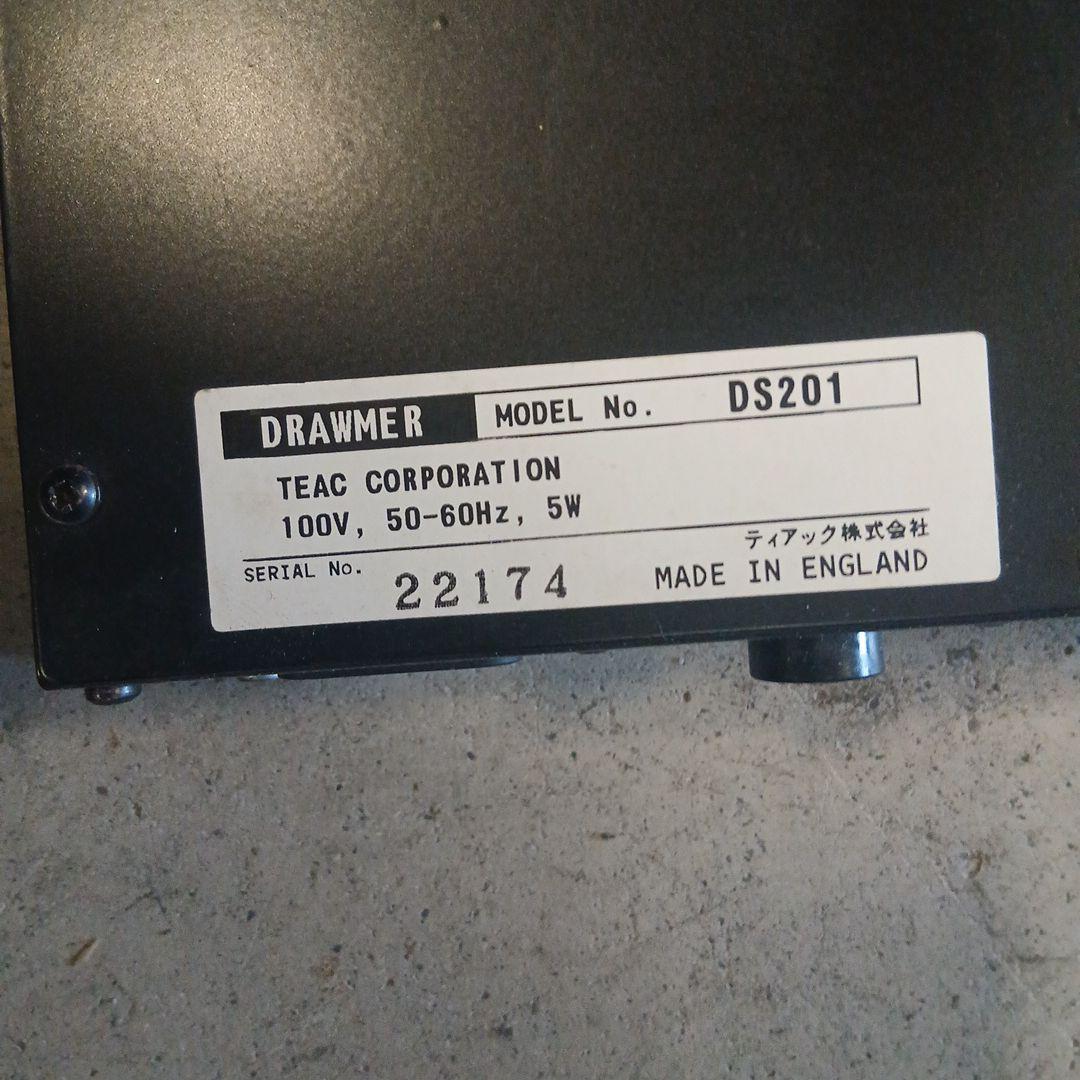 DRAWMER MODEL No. DS201
TEAC CORPORATION
100V, 50-60Hz, 5W
ティアック株式会社
SERIAL No. 22174 MADE IN ENGLAND